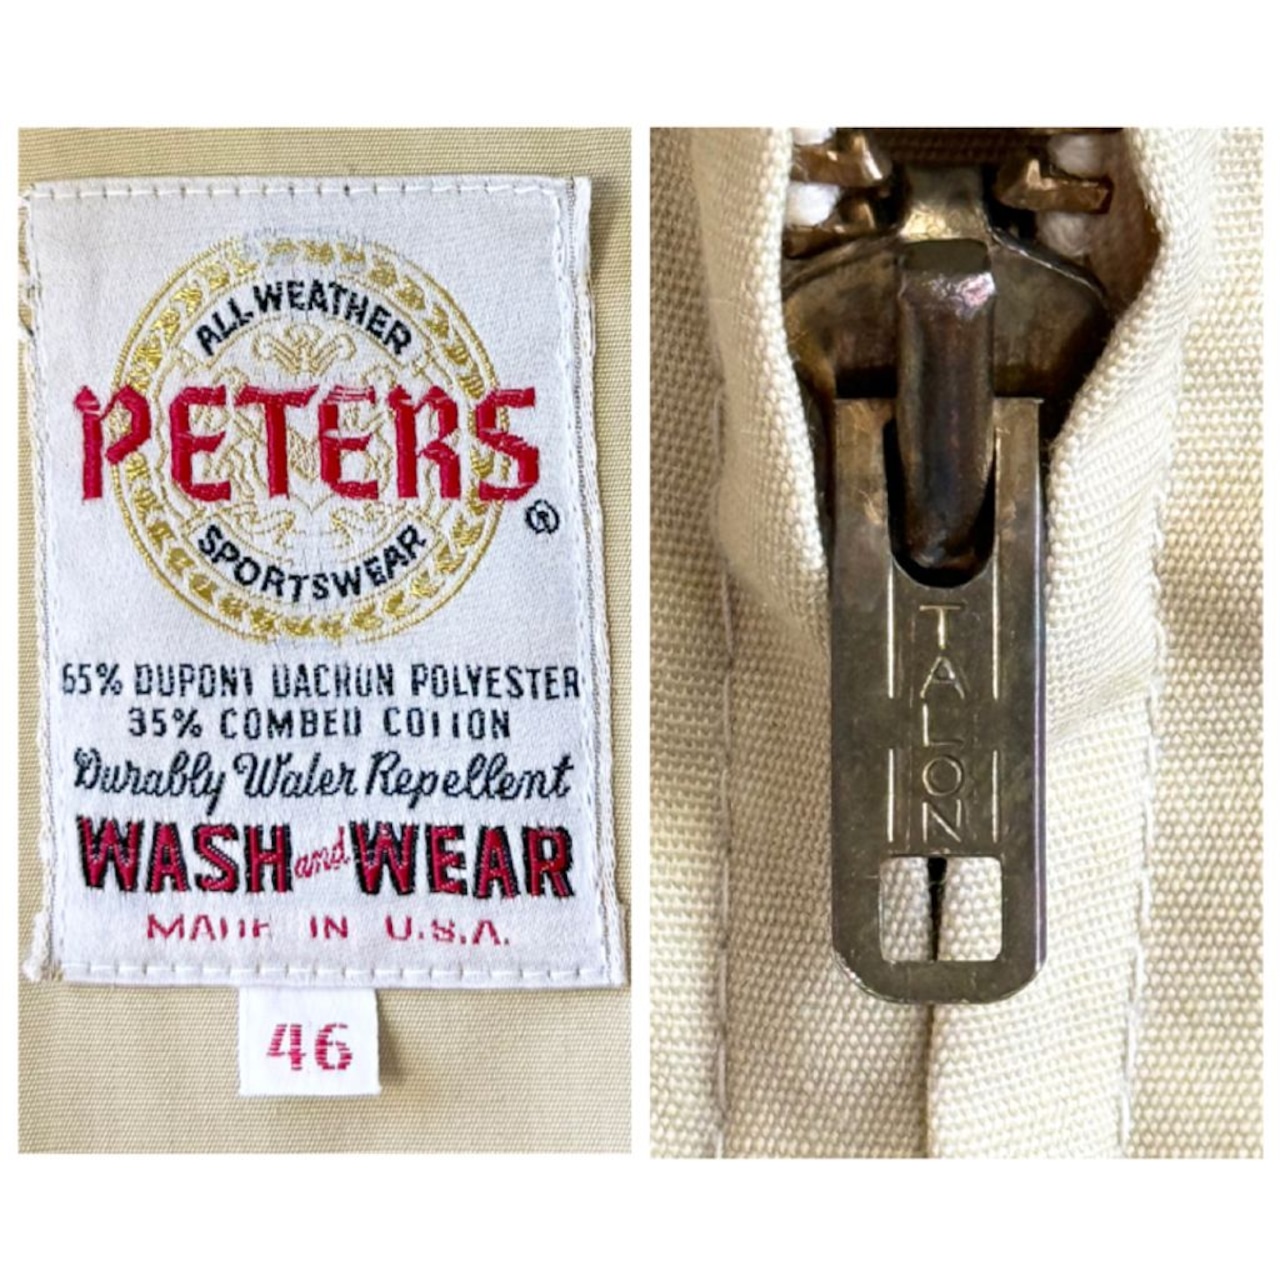 ALL WEATHER
PETERS
®
SPORTSWEAR
65% DUPONT DACRON POLYESTER
35% COMBED COTTON
Durably Water Repellent
WASH and WEAR
MADE IN U.S.A.
46
TALON